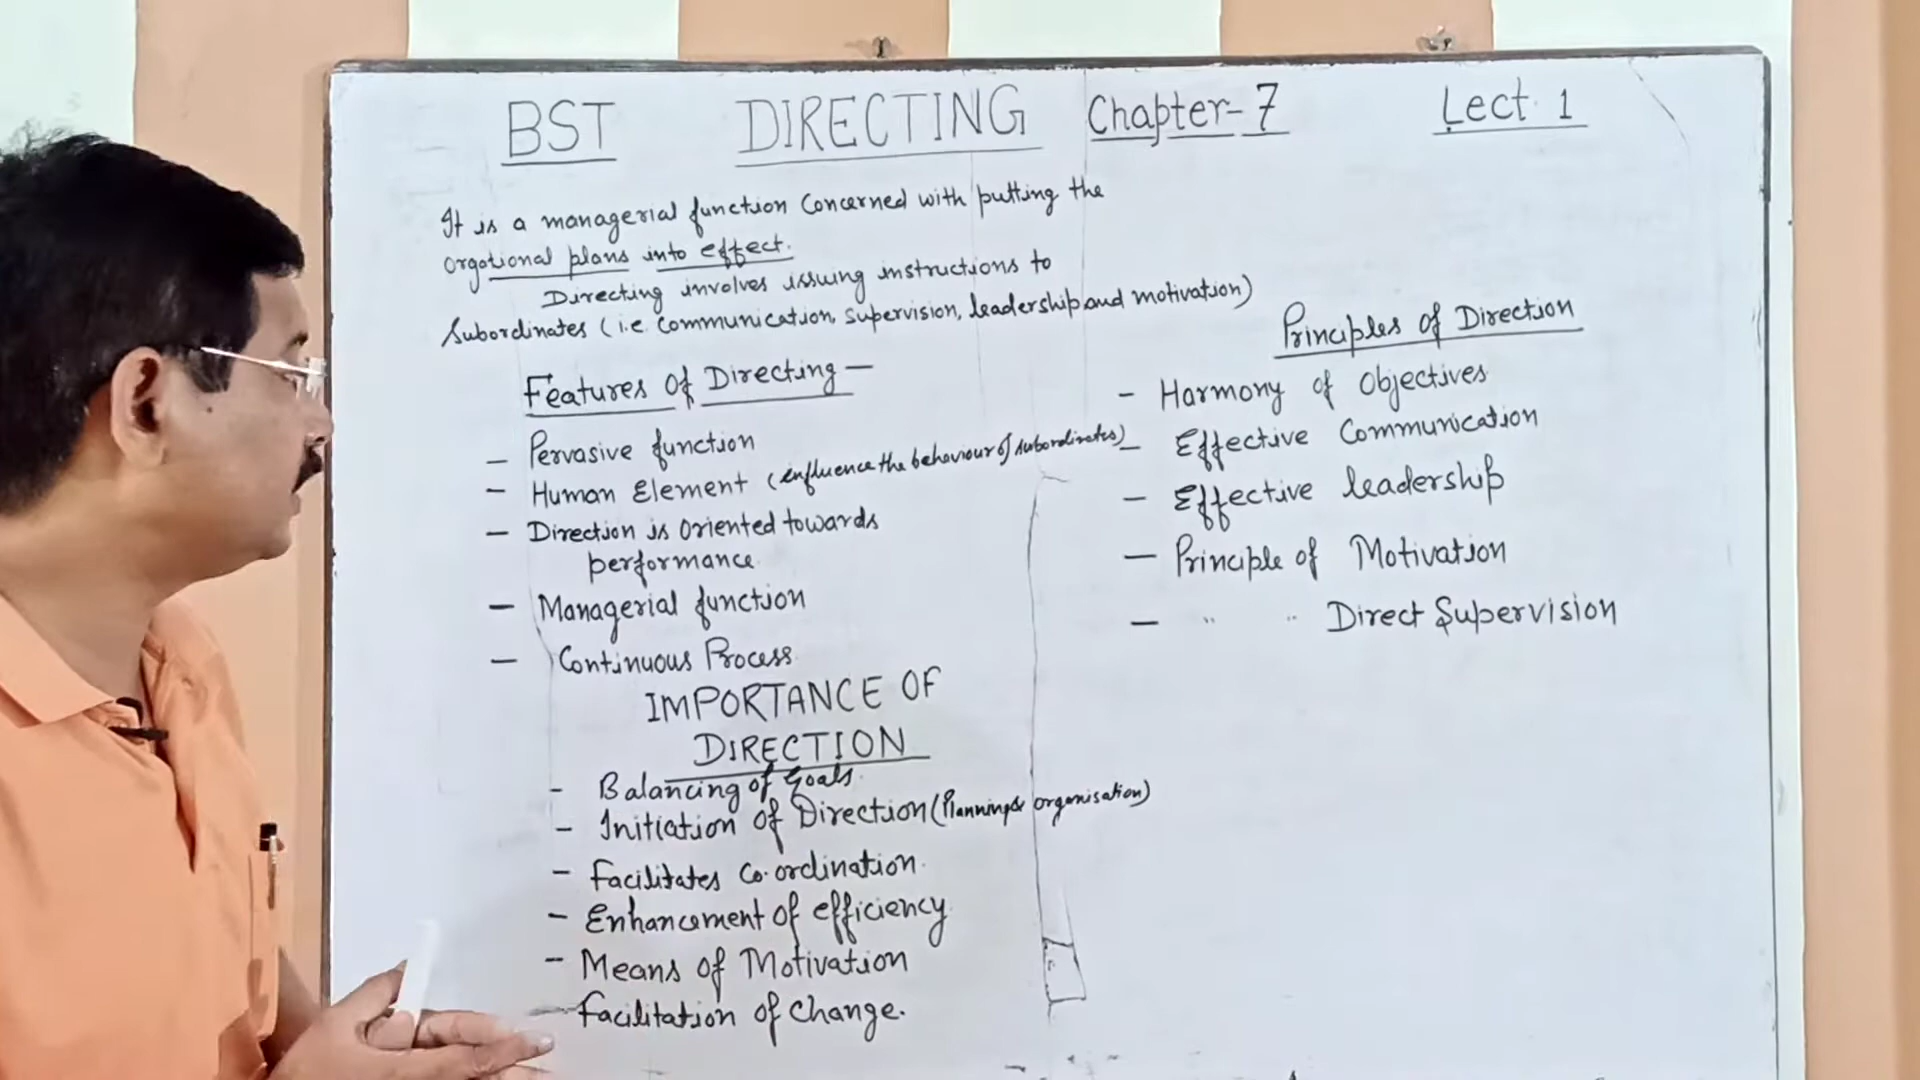 BST DIRECTING Chapter-7 Lect. 1
It is a managerial function concerned with putting the
orgational plans into effect.
Directing involves issuing instructions to
Subordinates (i.e. communication, supervision, leadership and motivation)
Features Of Directing —
— Pervasive function
— Human Element (influence the behaviour of subordinates)
— Direction is oriented towards
performance.
— Managerial function
— Continuous Process.
IMPORTANCE OF
DIRECTION
- Balancing of Goals.
- Initiation of Direction (Planning & organisation)
- Facilitates Co-ordination.
- Enhancement of efficiency
- Means of Motivation
- Facilitation of change.
Principles of Direction
- Harmony of Objectives
- Effective Communication
- Effective leadership
- Principle of Motivation
- " " Direct Supervision